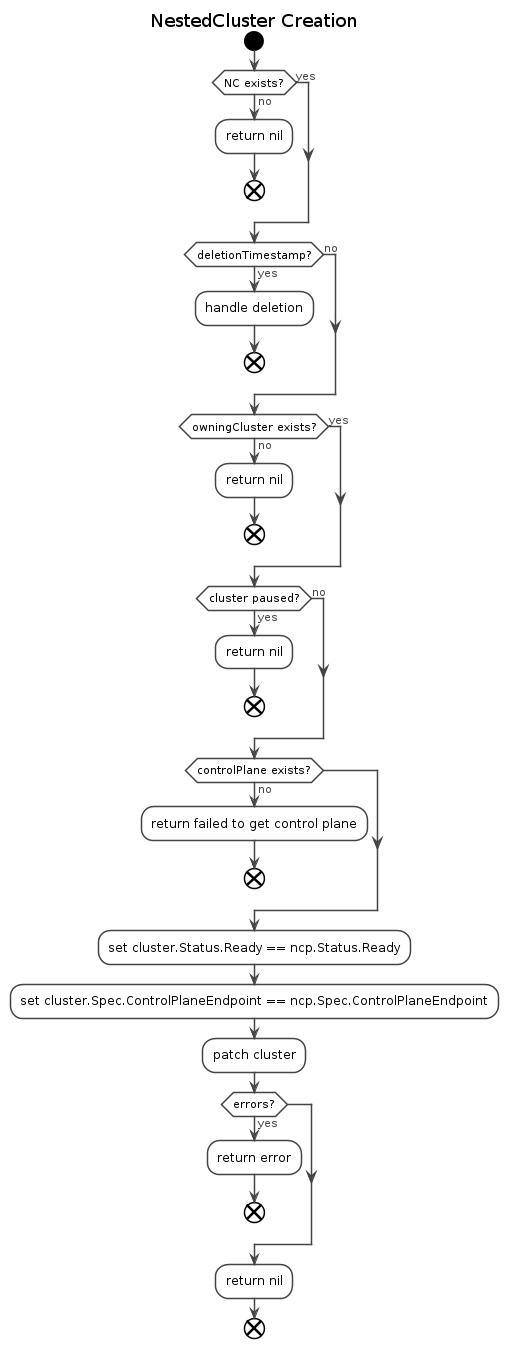 NestedCluster Creation
NC exists?
yes
no
return nil
deletionTimestamp?
no
yes
handle deletion
owningCluster exists?
yes
no
return nil
cluster paused?
no
yes
return nil
controlPlane exists?
no
return failed to get control plane
set cluster.Status.Ready == ncp.Status.Ready
set cluster.Spec.ControlPlaneEndpoint == ncp.Spec.ControlPlaneEndpoint
patch cluster
errors?
yes
return error
return nil